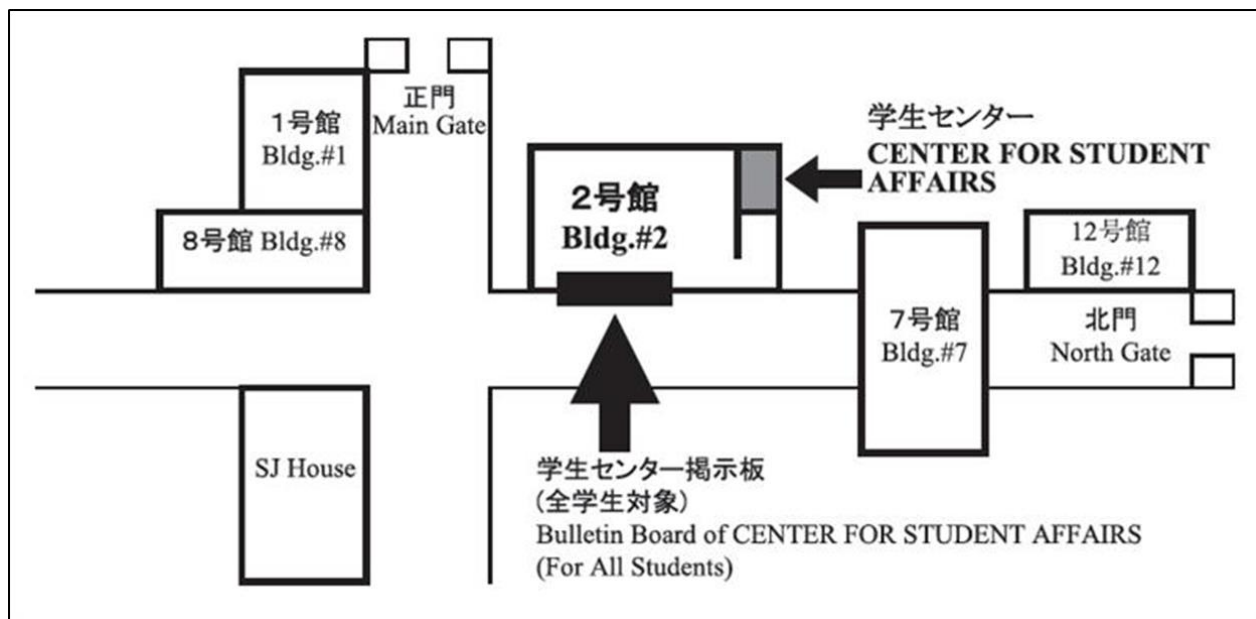 正門
Main Gate
1号館
Bldg.#1
8号館 Bldg.#8
2号館
Bldg.#2
学生センター
CENTER FOR STUDENT
AFFAIRS
12号館
Bldg.#12
7号館
Bldg.#7
北門
North Gate
SJ House
学生センター掲示板
(全学生対象)
Bulletin Board of CENTER FOR STUDENT AFFAIRS
(For All Students)